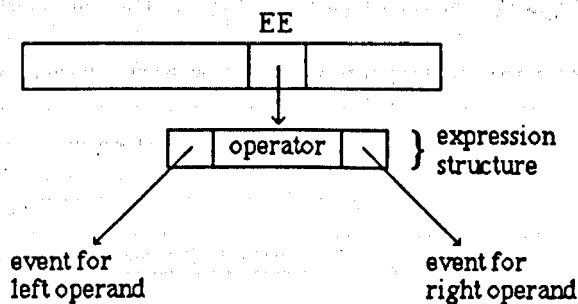 EE
operator
} expression
structure
event for
left operand
event for
right operand